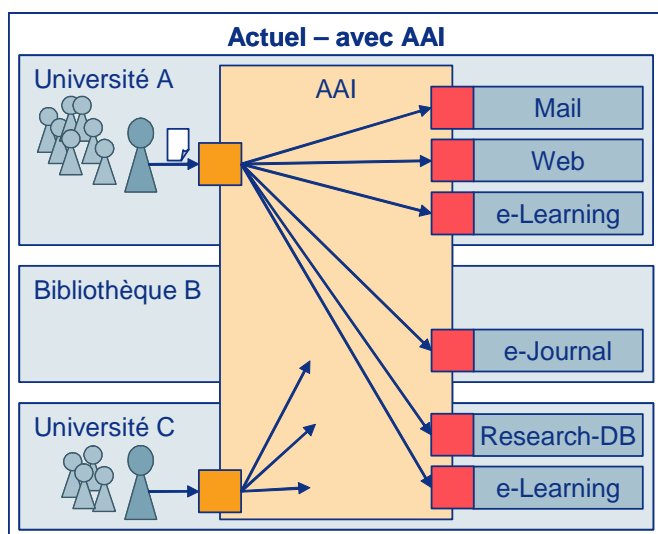 Actuel – avec AAI
Université A
AAI
Mail
Web
e-Learning
Bibliothèque B
e-Journal
Université C
Research-DB
e-Learning